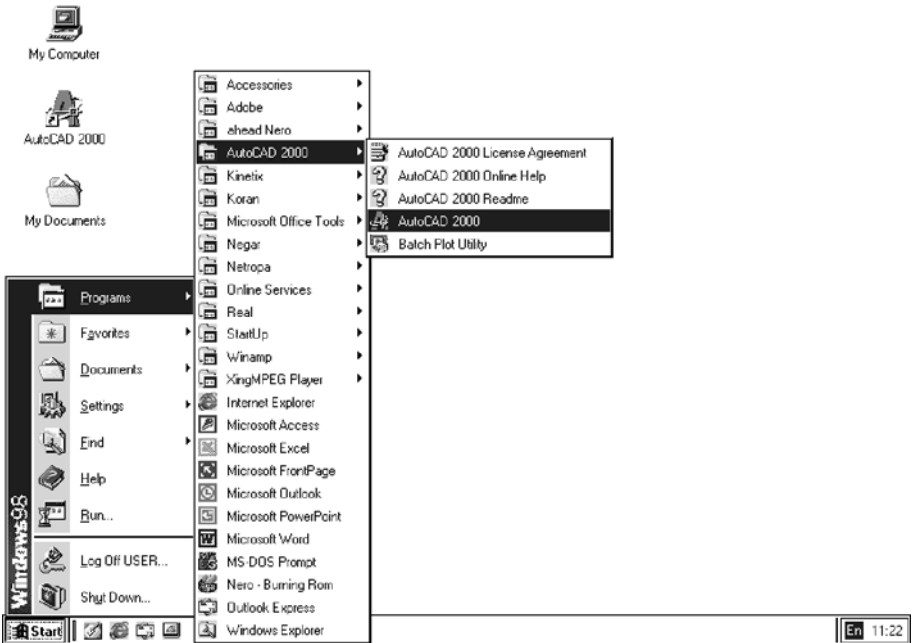 My Computer
AutoCAD 2000
My Documents
Accessories
Adobe
ahead Nero
AutoCAD 2000
Kinetix
Koran
Microsoft Office Tools
Negar
Netropa
Online Services
Real
StartUp
Winamp
XingMPEG Player
Internet Explorer
Microsoft Access
Microsoft Excel
Microsoft FrontPage
Microsoft Outlook
Microsoft PowerPoint
Microsoft Word
MS-DOS Prompt
Nero - Burning Rom
Outlook Express
Windows Explorer
AutoCAD 2000 License Agreement
AutoCAD 2000 Online Help
AutoCAD 2000 Readme
AutoCAD 2000
Batch Plot Utility
Programs
Favorites
Documents
Settings
Find
Help
Run...
Log Off USER...
Shut Down...
Windows98
Start
En 11:22